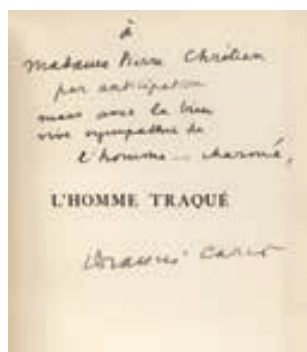 à
Madame Pierre Chrétien
par anticipation
mais avec la bien
vive sympathie de
l'homme... charmé,
L'HOMME TRAQUÉ
Francis Carco